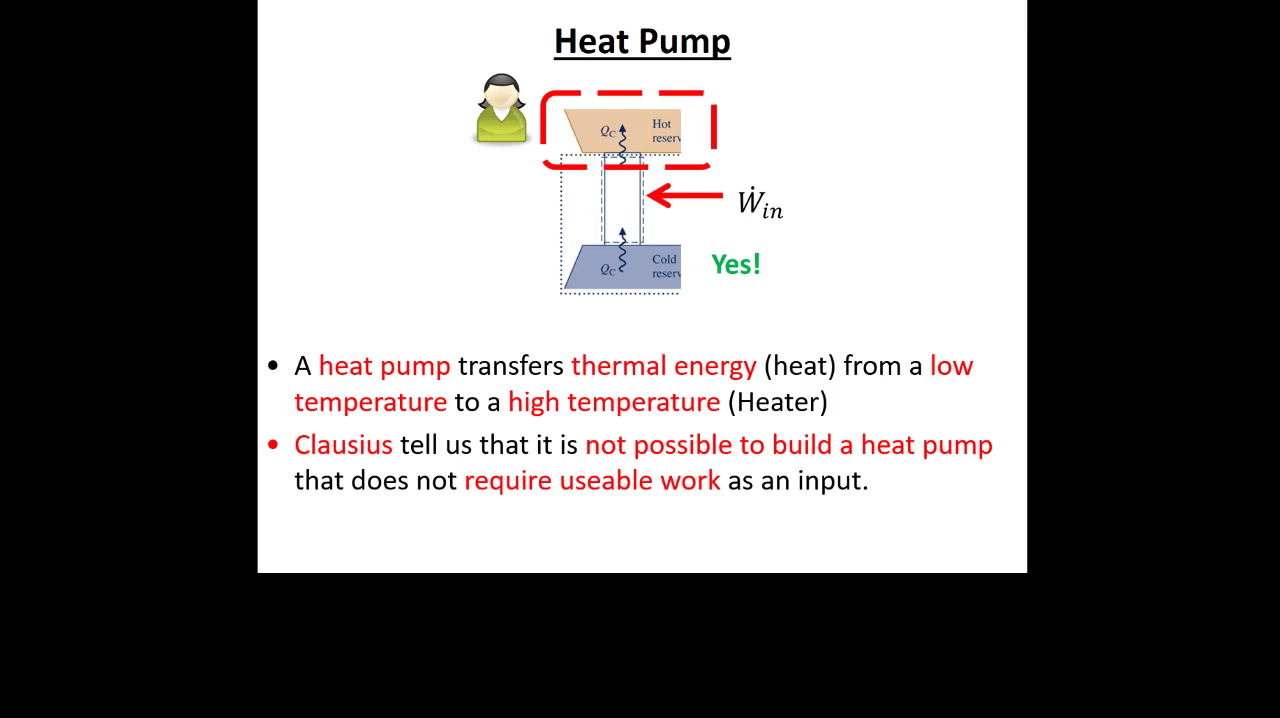 Heat Pump
Q_C Hot
reserv
Ẇ_in
Cold
Q_C reserv
Yes!
• A heat pump transfers thermal energy (heat) from a low
temperature to a high temperature (Heater)
• Clausius tell us that it is not possible to build a heat pump
that does not require useable work as an input.